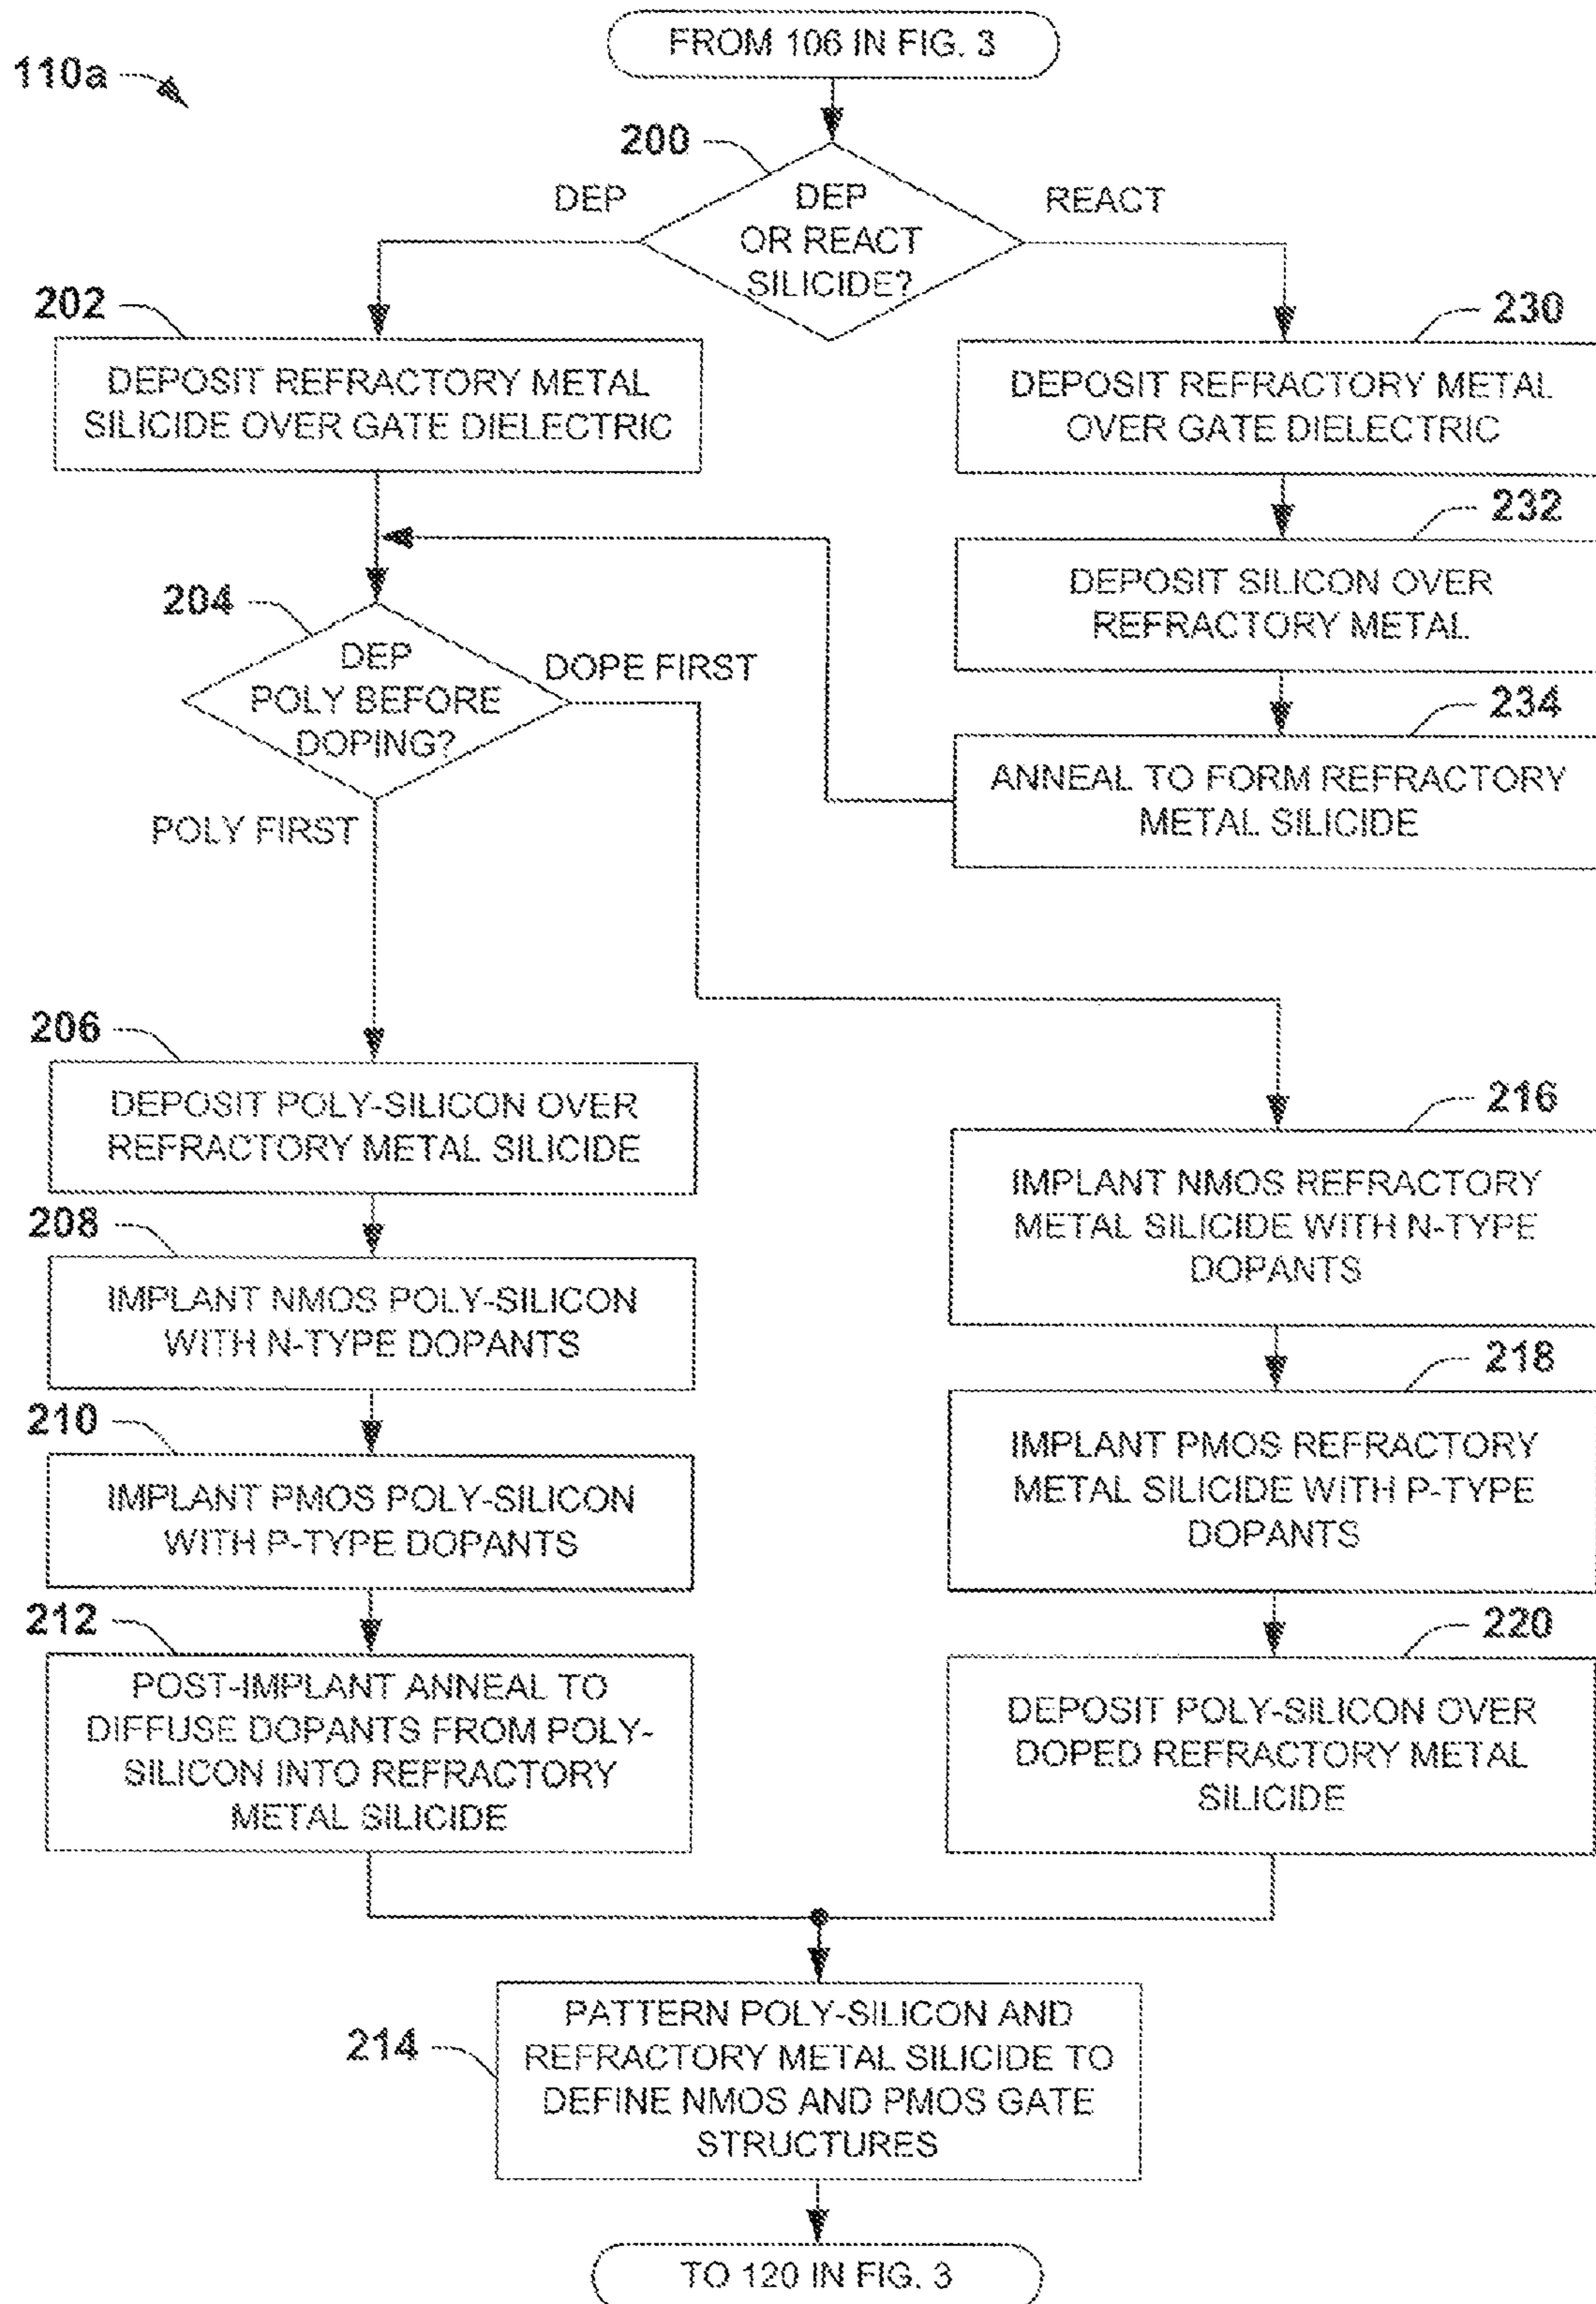 FROM 106 IN FIG. 3
110a
200
DEP
OR REACT
SILICIDE?
DEP
REACT
202
DEPOSIT REFRACTORY METAL
SILICIDE OVER GATE DIELECTRIC
230
DEPOSIT REFRACTORY METAL
OVER GATE DIELECTRIC
232
DEPOSIT SILICON OVER
REFRACTORY METAL
234
ANNEAL TO FORM REFRACTORY
METAL SILICIDE
204
DEP
POLY BEFORE
DOPING?
DOPE FIRST
POLY FIRST
206
DEPOSIT POLY-SILICON OVER
REFRACTORY METAL SILICIDE
208
IMPLANT NMOS POLY-SILICON
WITH N-TYPE DOPANTS
210
IMPLANT PMOS POLY-SILICON
WITH P-TYPE DOPANTS
212
POST-IMPLANT ANNEAL TO
DIFFUSE DOPANTS FROM POLY-
SILICON INTO REFRACTORY
METAL SILICIDE
216
IMPLANT NMOS REFRACTORY
METAL SILICIDE WITH N-TYPE
DOPANTS
218
IMPLANT PMOS REFRACTORY
METAL SILICIDE WITH P-TYPE
DOPANTS
220
DEPOSIT POLY-SILICON OVER
DOPED REFRACTORY METAL
SILICIDE
214
PATTERN POLY-SILICON AND
REFRACTORY METAL SILICIDE TO
DEFINE NMOS AND PMOS GATE
STRUCTURES
TO 120 IN FIG. 3